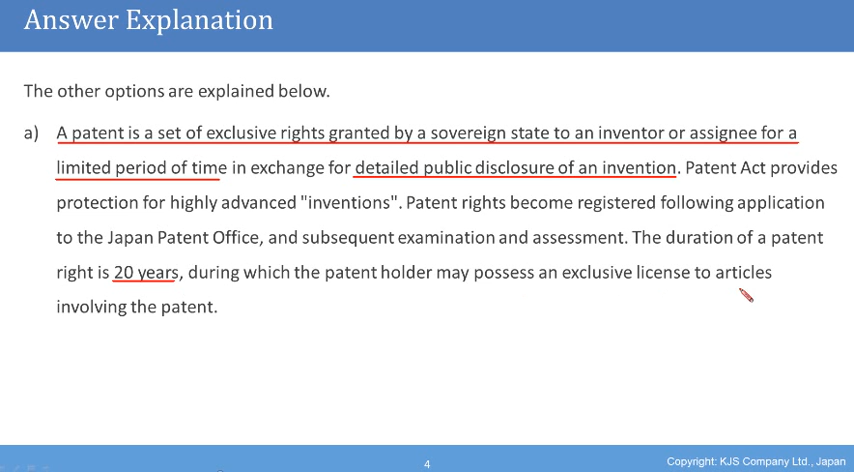 Answer Explanation
The other options are explained below.
a) A patent is a set of exclusive rights granted by a sovereign state to an inventor or assignee for a
limited period of time in exchange for detailed public disclosure of an invention. Patent Act provides
protection for highly advanced "inventions". Patent rights become registered following application
to the Japan Patent Office, and subsequent examination and assessment. The duration of a patent
right is 20 years, during which the patent holder may possess an exclusive license to articles
involving the patent.
4
Copyright: KJS Company Ltd., Japan